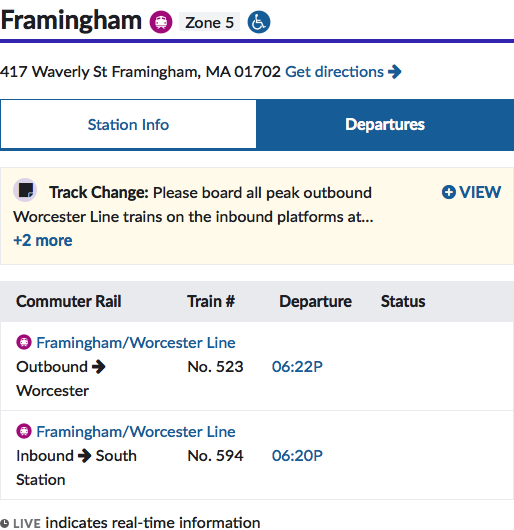 Framingham Zone 5
417 Waverly St Framingham, MA 01702 Get directions
Station Info Departures
Track Change: Please board all peak outbound VIEW
Worcester Line trains on the inbound platforms at...
+2 more
Commuter Rail Train # Departure Status
Framingham/Worcester Line
Outbound No. 523 06:22P
Worcester
Framingham/Worcester Line
Inbound South No. 594 06:20P
Station
LIVE indicates real-time information